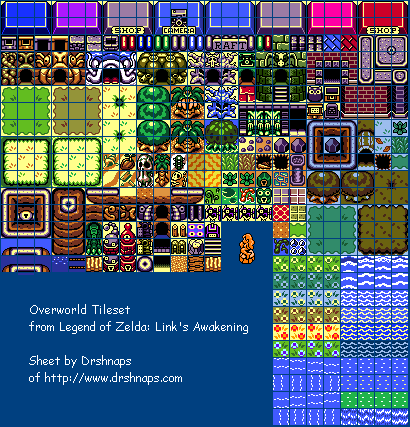 SHOP CAMERA SHOP
RAFT
Overworld Tileset
from Legend of Zelda: Link's Awakening
Sheet by Drshnaps
of http://www.drshnaps.com